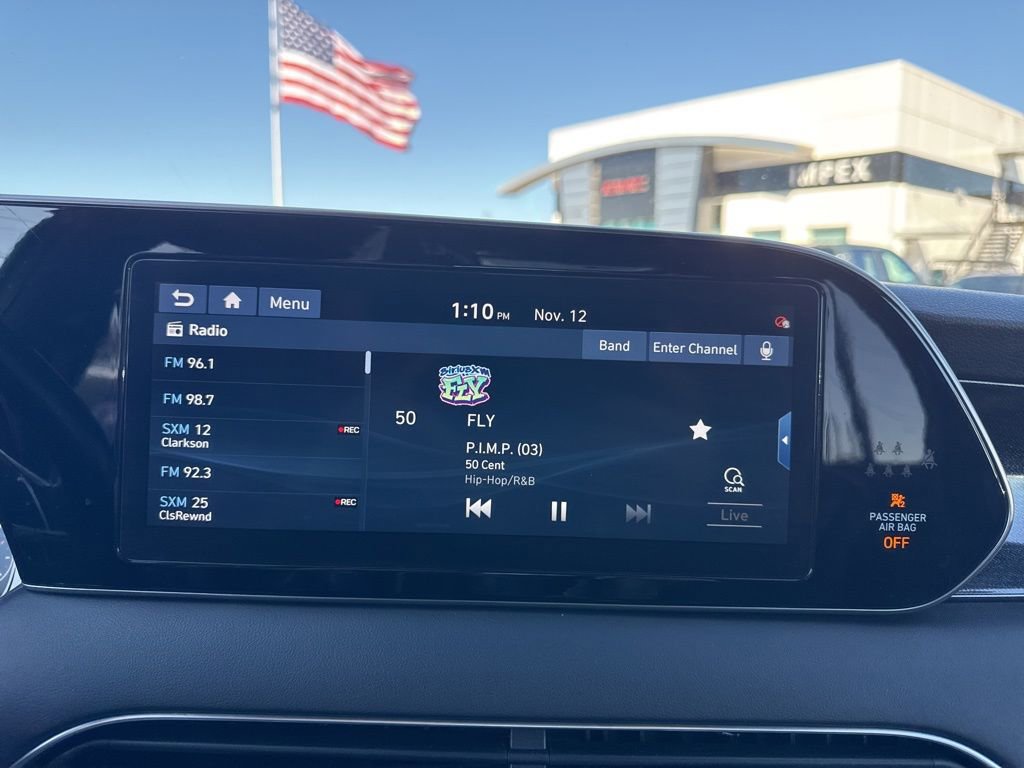 IMPEX
Menu
1:10 PM
Nov. 12
Radio
Band
Enter Channel
FM 96.1
FM 98.7
SXM 12
REC
Clarkson
FM 92.3
SXM 25
REC
ClsRewnd
SiriusXM
FLY
50
FLY
P.I.M.P. (03)
50 Cent
Hip-Hop/R&B
SCAN
Live
2
PASSENGER
AIR BAG
OFF